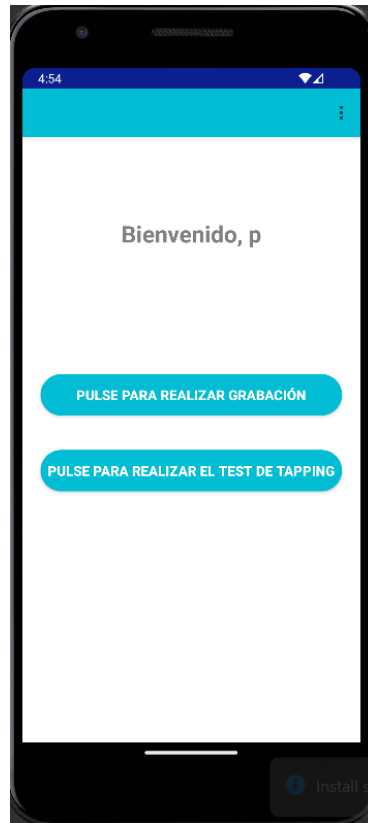 4:54
Bienvenido, p
PULSE PARA REALIZAR GRABACIÓN
PULSE PARA REALIZAR EL TEST DE TAPPING
Install